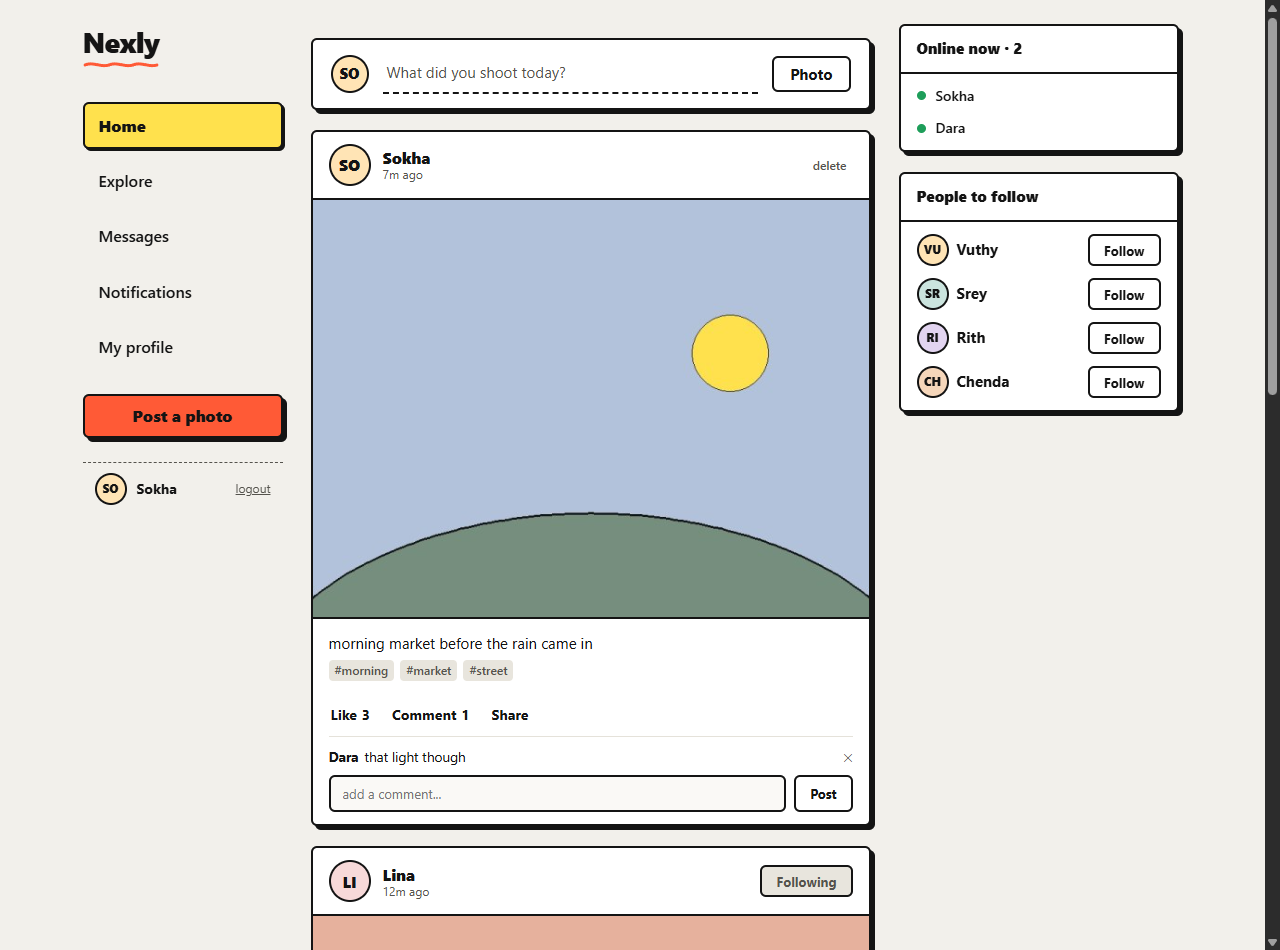 Nexly
Home
Explore
Messages
Notifications
My profile
Post a photo
SO Sokha logout
SO What did you shoot today? Photo
SO Sokha
7m ago
delete
morning market before the rain came in
#morning #market #street
Like 3 Comment 1 Share
Dara that light though ×
add a comment... Post
LI Lina
12m ago
Following
Online now · 2
Sokha
Dara
People to follow
VU Vuthy Follow
SR Srey Follow
RI Rith Follow
CH Chenda Follow